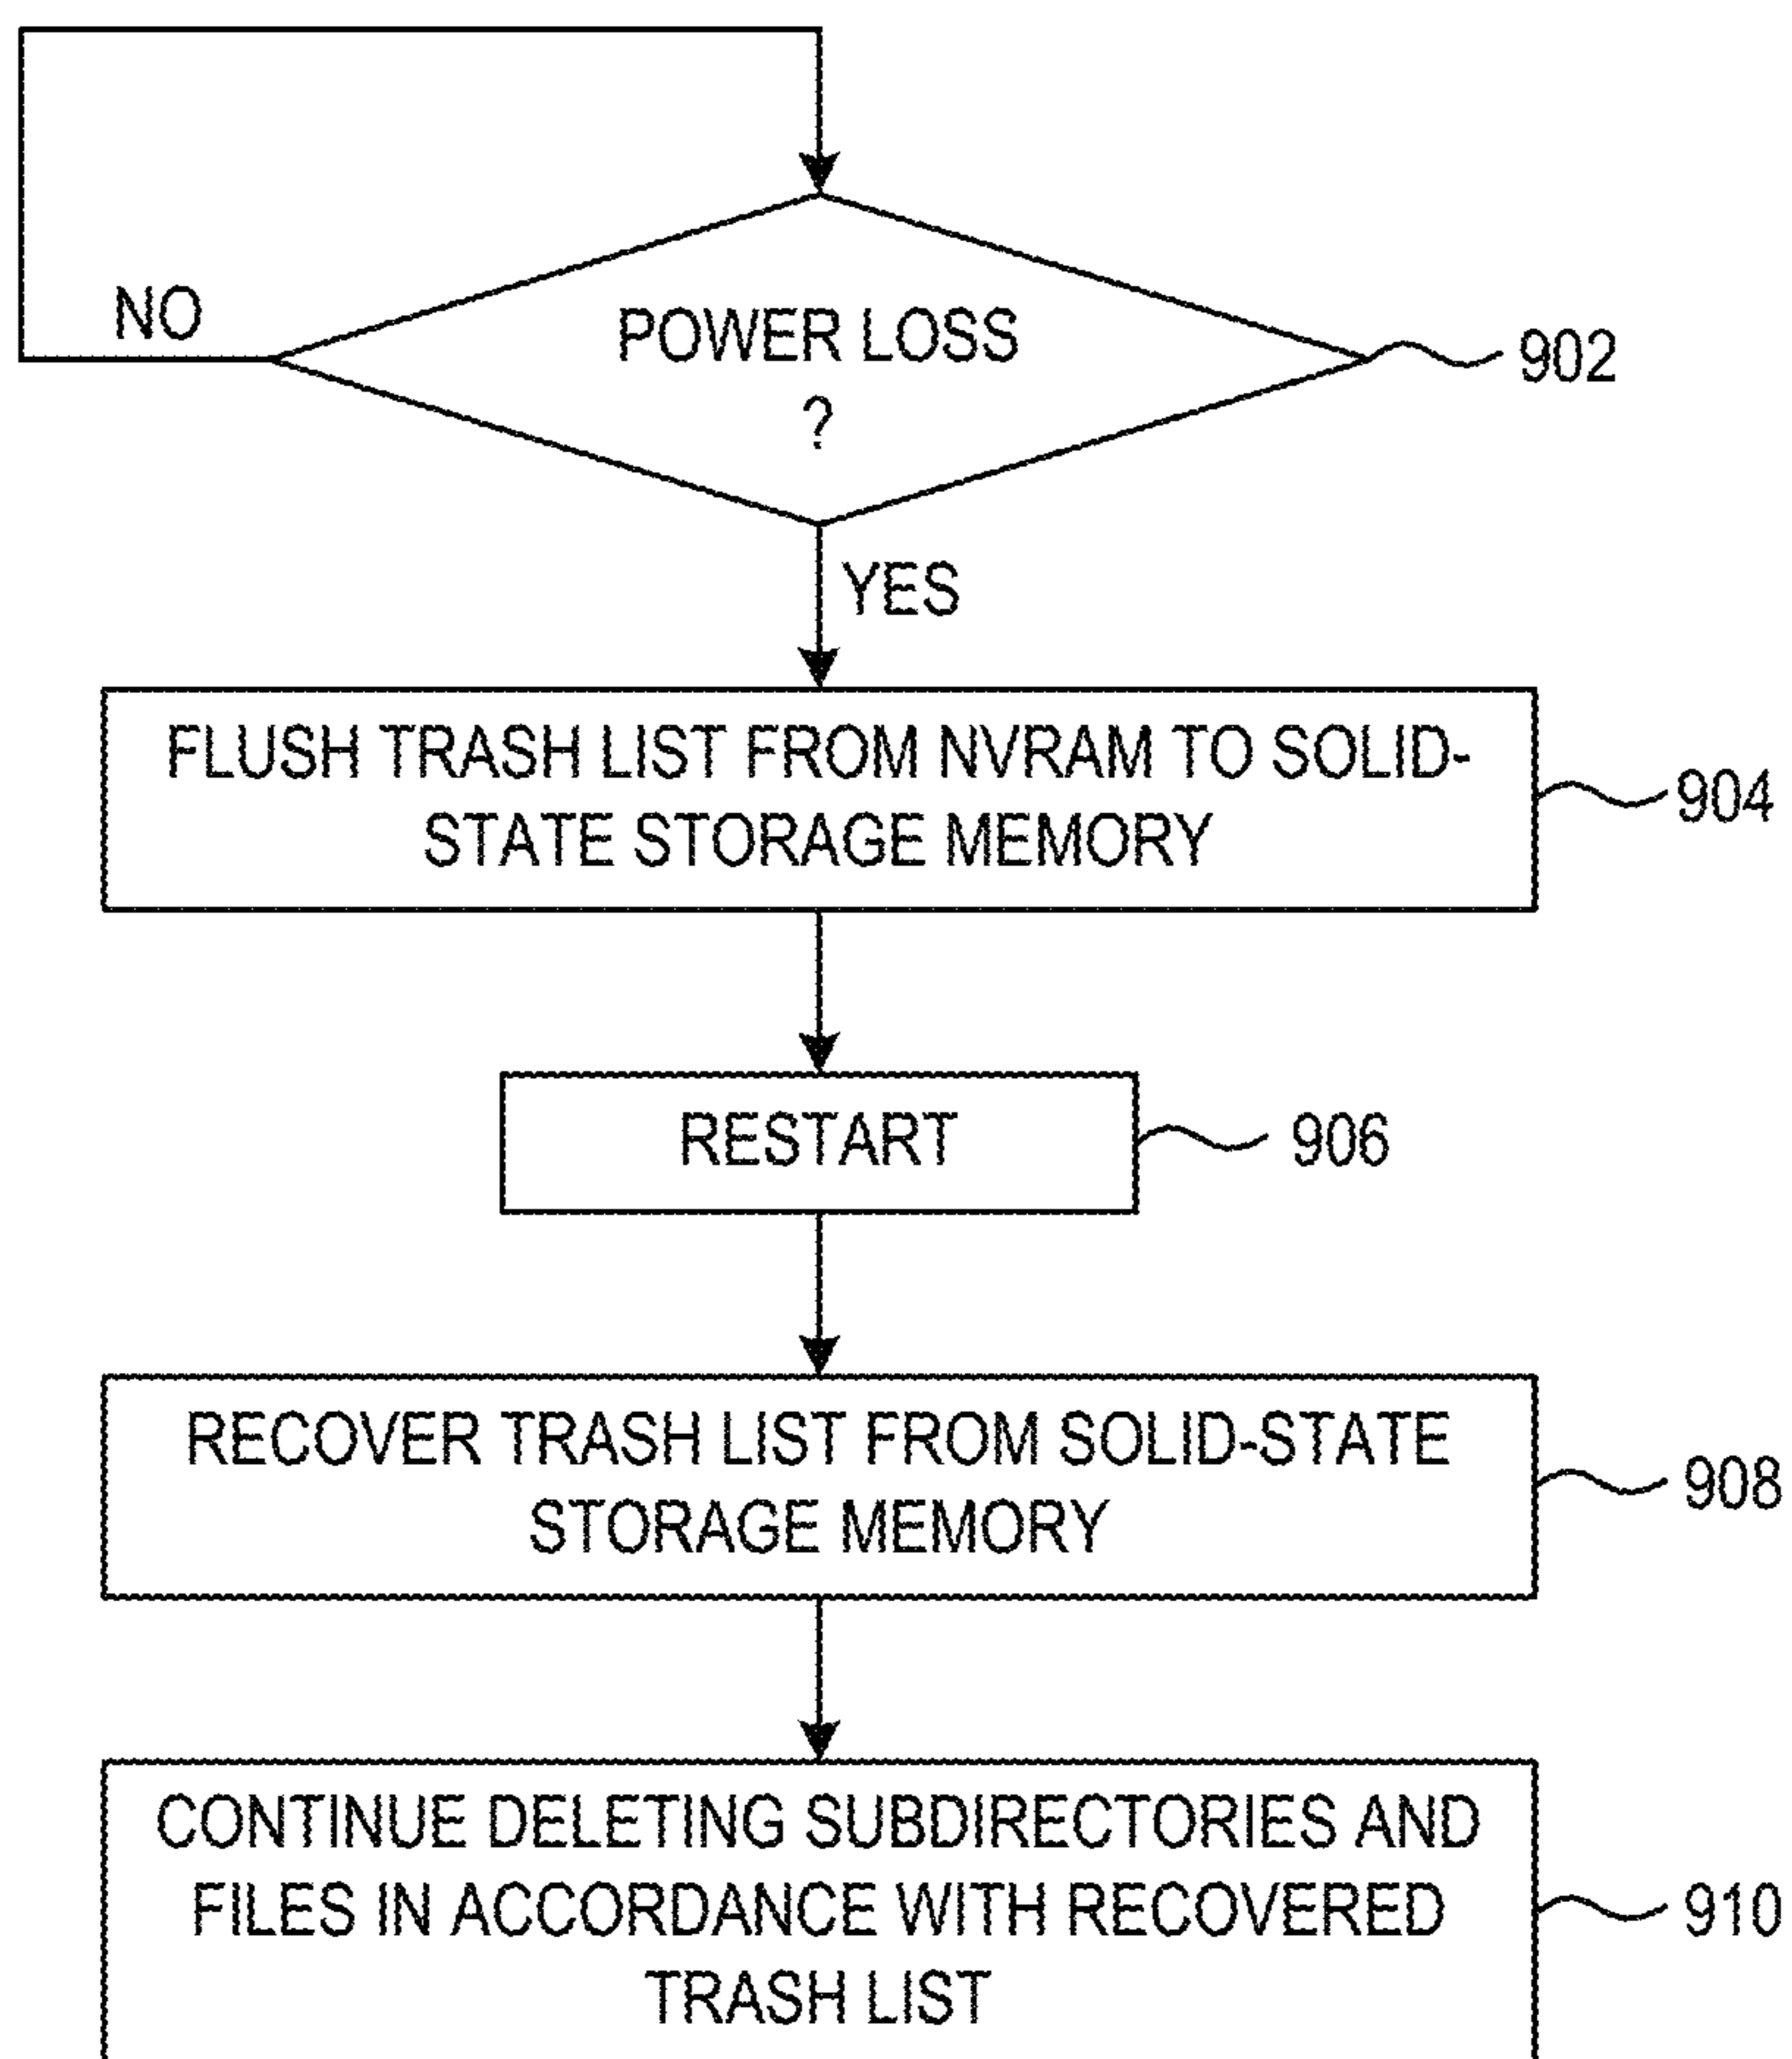 NO
POWER LOSS
?
902
YES
FLUSH TRASH LIST FROM NVRAM TO SOLID-
STATE STORAGE MEMORY
904
RESTART
906
RECOVER TRASH LIST FROM SOLID-STATE
STORAGE MEMORY
908
CONTINUE DELETING SUBDIRECTORIES AND
FILES IN ACCORDANCE WITH RECOVERED
TRASH LIST
910